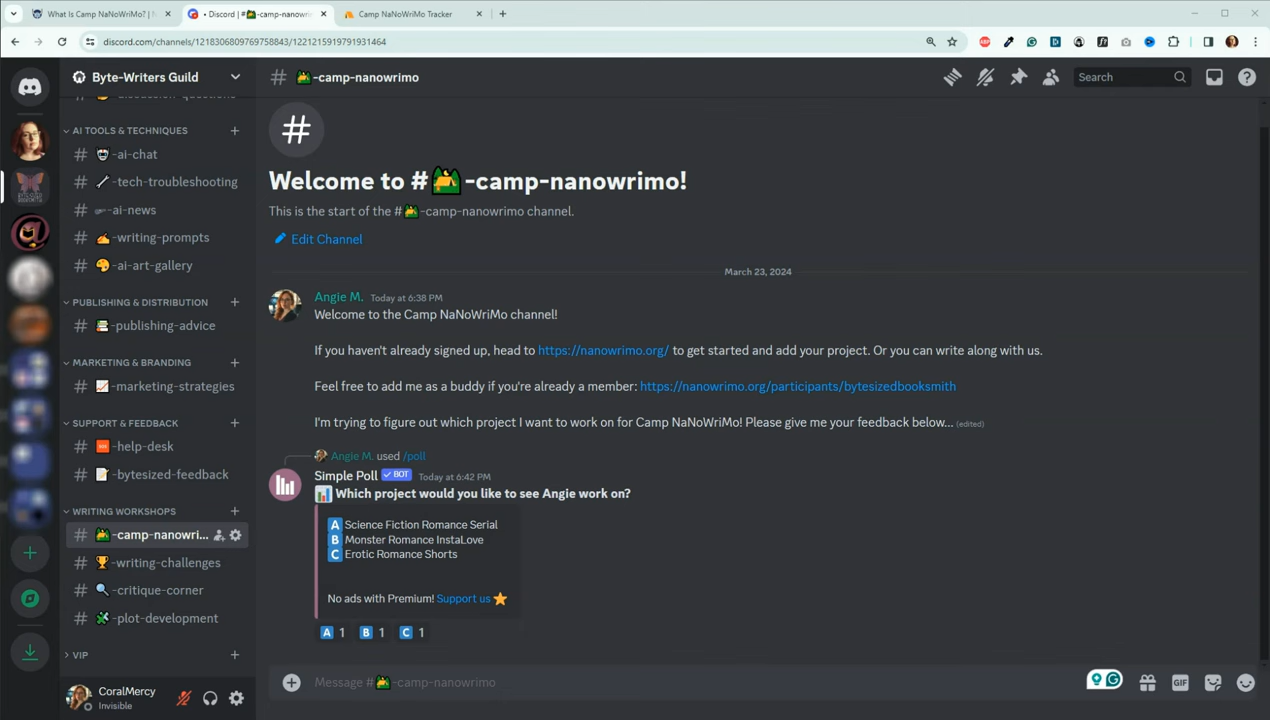 What Is Camp NaNoWriMo? | N
• Discord | #🏕-camp-nanowrim
Camp NaNoWriMo Tracker
discord.com/channels/1218306809769758843/1221215919791931464
Byte-Writers Guild
# 🏕-camp-nanowrimo
Search
-discussion-questions
AI TOOLS & TECHNIQUES
-ai-chat
-tech-troubleshooting
-ai-news
-writing-prompts
-ai-art-gallery
PUBLISHING & DISTRIBUTION
-publishing-advice
MARKETING & BRANDING
-marketing-strategies
SUPPORT & FEEDBACK
-help-desk
-bytesized-feedback
WRITING WORKSHOPS
-camp-nanowri...
-writing-challenges
-critique-corner
-plot-development
VIP
CoralMercy
Invisible
Welcome to #🏕-camp-nanowrimo!
This is the start of the #🏕-camp-nanowrimo channel.
Edit Channel
March 23, 2024
Angie M. Today at 6:38 PM
Welcome to the Camp NaNoWriMo channel!
If you haven't already signed up, head to https://nanowrimo.org/ to get started and add your project. Or you can write along with us.
Feel free to add me as a buddy if you're already a member: https://nanowrimo.org/participants/bytesizedbooksmith
I'm trying to figure out which project I want to work on for Camp NaNoWriMo! Please give me your feedback below... (edited)
Angie M. used /poll
Simple Poll ✓ BOT Today at 6:42 PM
📊 Which project would you like to see Angie work on?
A Science Fiction Romance Serial
B Monster Romance InstaLove
C Erotic Romance Shorts
No ads with Premium! Support us ⭐
A 1 B 1 C 1
Message #🏕-camp-nanowrimo
GIF